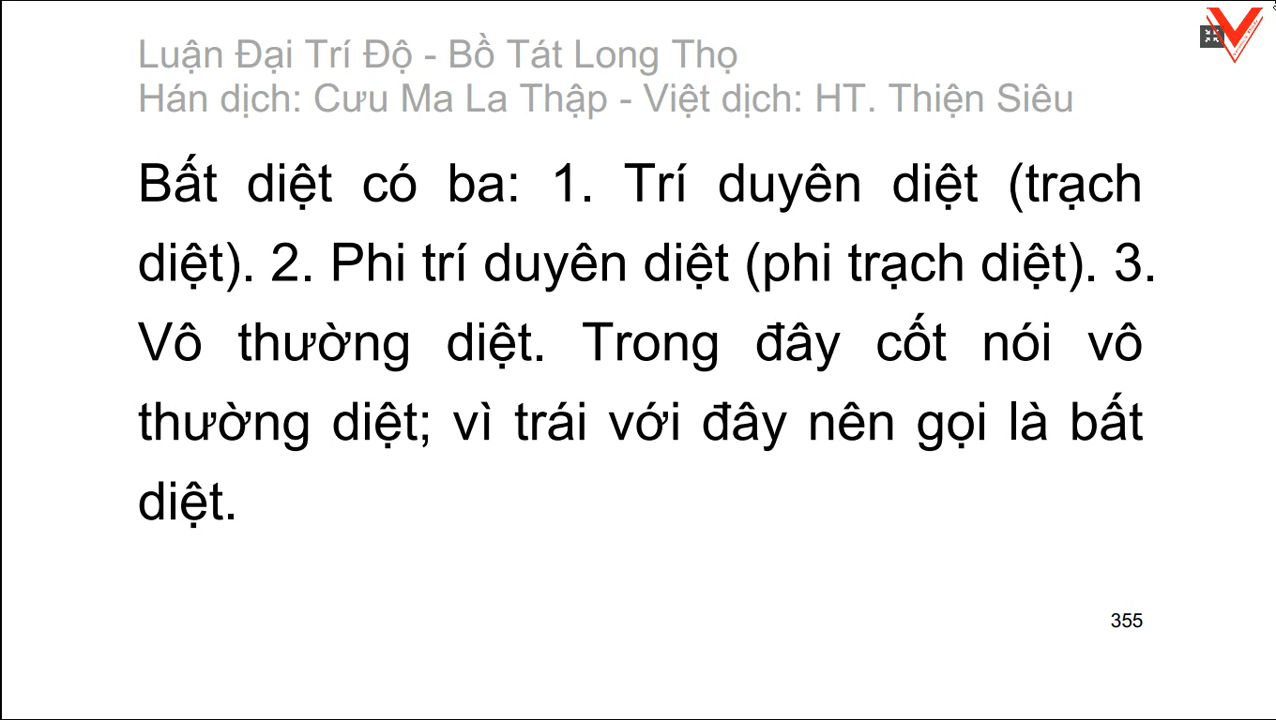 Luận Đại Trí Độ - Bồ Tát Long Thọ
Hán dịch: Cưu Ma La Thập - Việt dịch: HT. Thiện Siêu
Bất diệt có ba: 1. Trí duyên diệt (trạch
diệt). 2. Phi trí duyên diệt (phi trạch diệt). 3.
Vô thường diệt. Trong đây cốt nói vô
thường diệt; vì trái với đây nên gọi là bất
diệt.
355